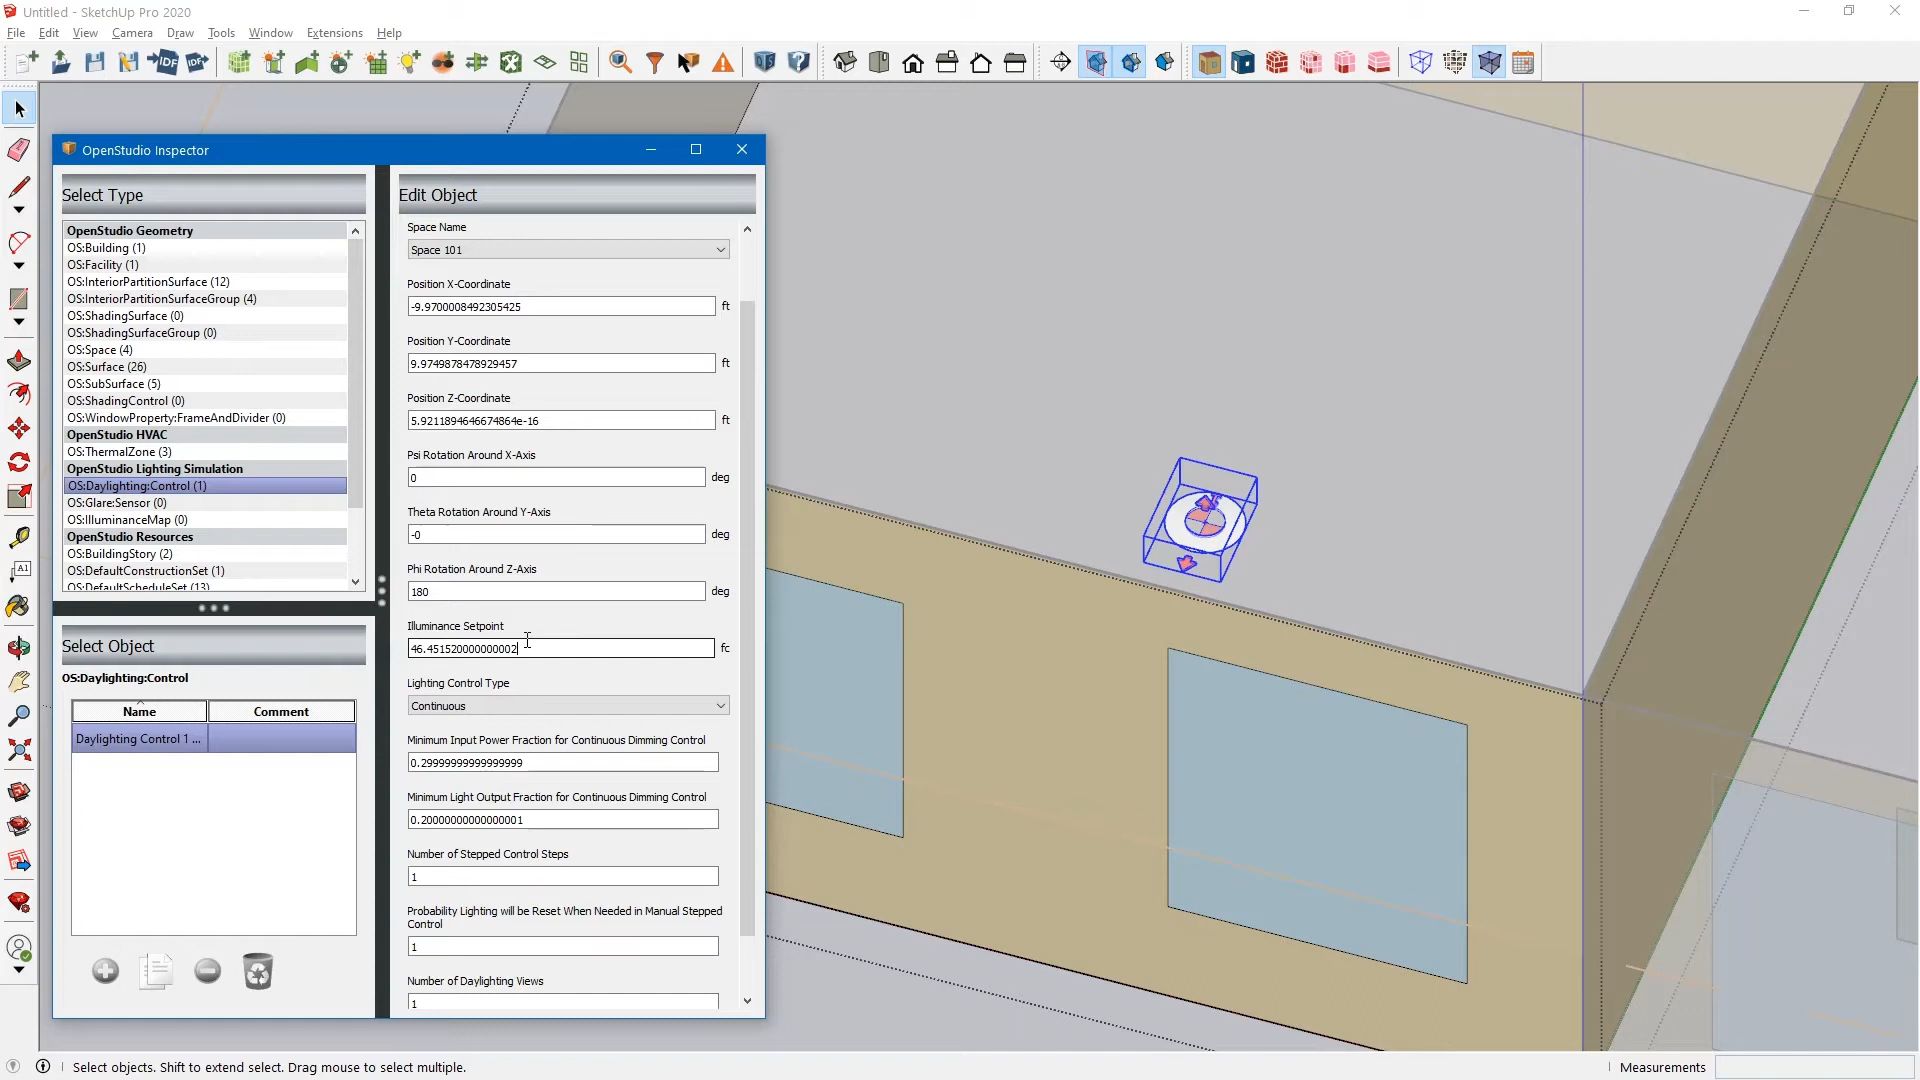 Untitled - SketchUp Pro 2020
File Edit View Camera Draw Tools Window Extensions Help
IDF IDF
OpenStudio Inspector
Select Type
OpenStudio Geometry
OS:Building (1)
OS:Facility (1)
OS:InteriorPartitionSurface (12)
OS:InteriorPartitionSurfaceGroup (4)
OS:ShadingSurface (0)
OS:ShadingSurfaceGroup (0)
OS:Space (4)
OS:Surface (26)
OS:SubSurface (5)
OS:ShadingControl (0)
OS:WindowProperty:FrameAndDivider (0)
OpenStudio HVAC
OS:ThermalZone (3)
OpenStudio Lighting Simulation
OS:Daylighting:Control (1)
OS:Glare:Sensor (0)
OS:IlluminanceMap (0)
OpenStudio Resources
OS:BuildingStory (2)
OS:DefaultConstructionSet (1)
OS:DefaultScheduleSet (13)
Select Object
OS:Daylighting:Control
Name Comment
Daylighting Control 1 ...
Edit Object
Space Name
Space 101
Position X-Coordinate
-9.9700008492305425 ft
Position Y-Coordinate
9.9749878478929457 ft
Position Z-Coordinate
5.9211894646674864e-16 ft
Psi Rotation Around X-Axis
0 deg
Theta Rotation Around Y-Axis
-0 deg
Phi Rotation Around Z-Axis
180 deg
Illuminance Setpoint
46.451520000000002 fc
Lighting Control Type
Continuous
Minimum Input Power Fraction for Continuous Dimming Control
0.29999999999999999
Minimum Light Output Fraction for Continuous Dimming Control
0.20000000000000001
Number of Stepped Control Steps
1
Probability Lighting will be Reset When Needed in Manual Stepped
Control
1
Number of Daylighting Views
1
A1
Select objects. Shift to extend select. Drag mouse to select multiple.
Measurements